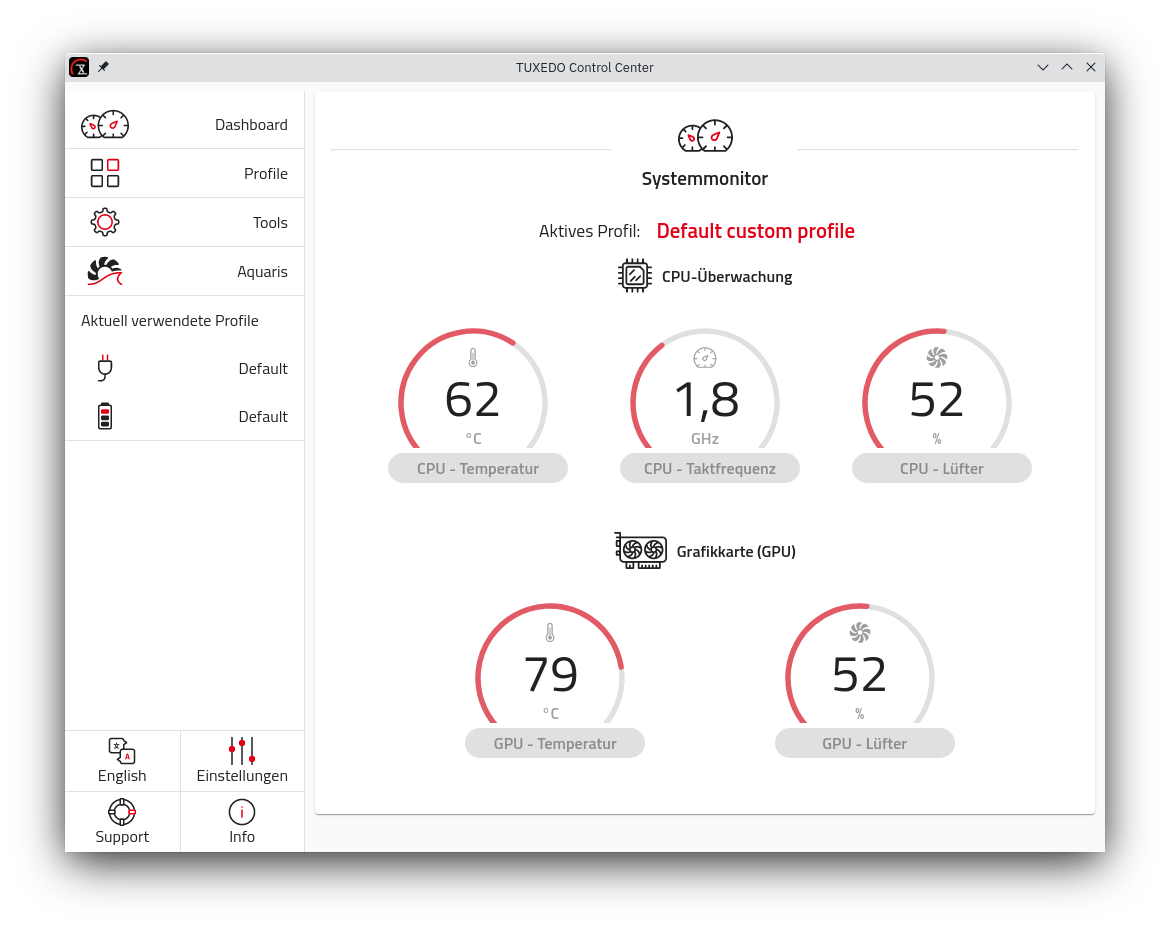 TUXEDO Control Center
Dashboard
Profile
Tools
Aquaris
Aktuell verwendete Profile
Default
Default
English
Einstellungen
Support
Info
Systemmonitor
Aktives Profil: Default custom profile
CPU-Überwachung
62
°C
CPU - Temperatur
1,8
GHz
CPU - Taktfrequenz
52
%
CPU - Lüfter
Grafikkarte (GPU)
79
°C
GPU - Temperatur
52
%
GPU - Lüfter